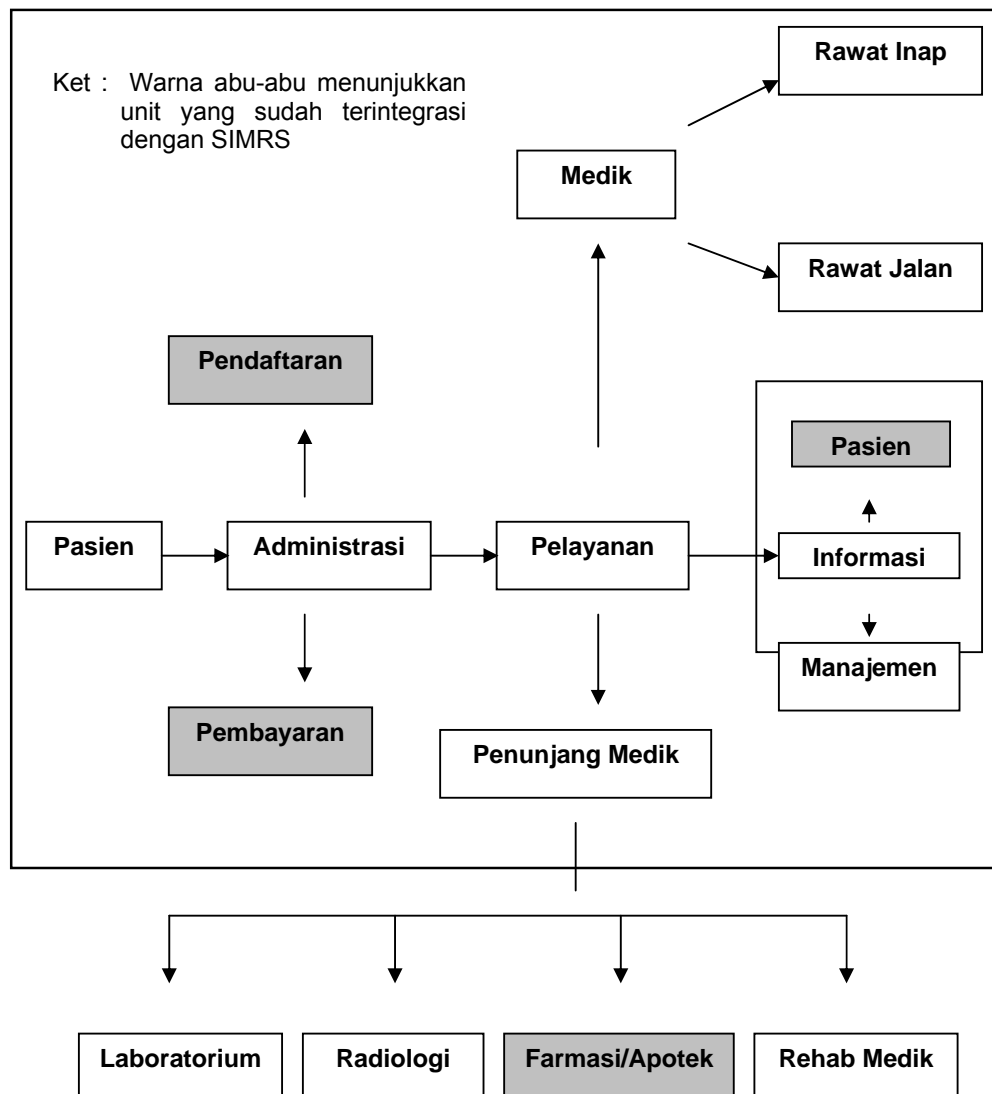 Rawat Inap
Ket : Warna abu-abu menunjukkan
unit yang sudah terintegrasi
dengan SIMRS
Medik
Rawat Jalan
Pendaftaran
Pasien
Pasien
Administrasi
Pelayanan
Informasi
Manajemen
Pembayaran
Penunjang Medik
Laboratorium
Radiologi
Farmasi/Apotek
Rehab Medik